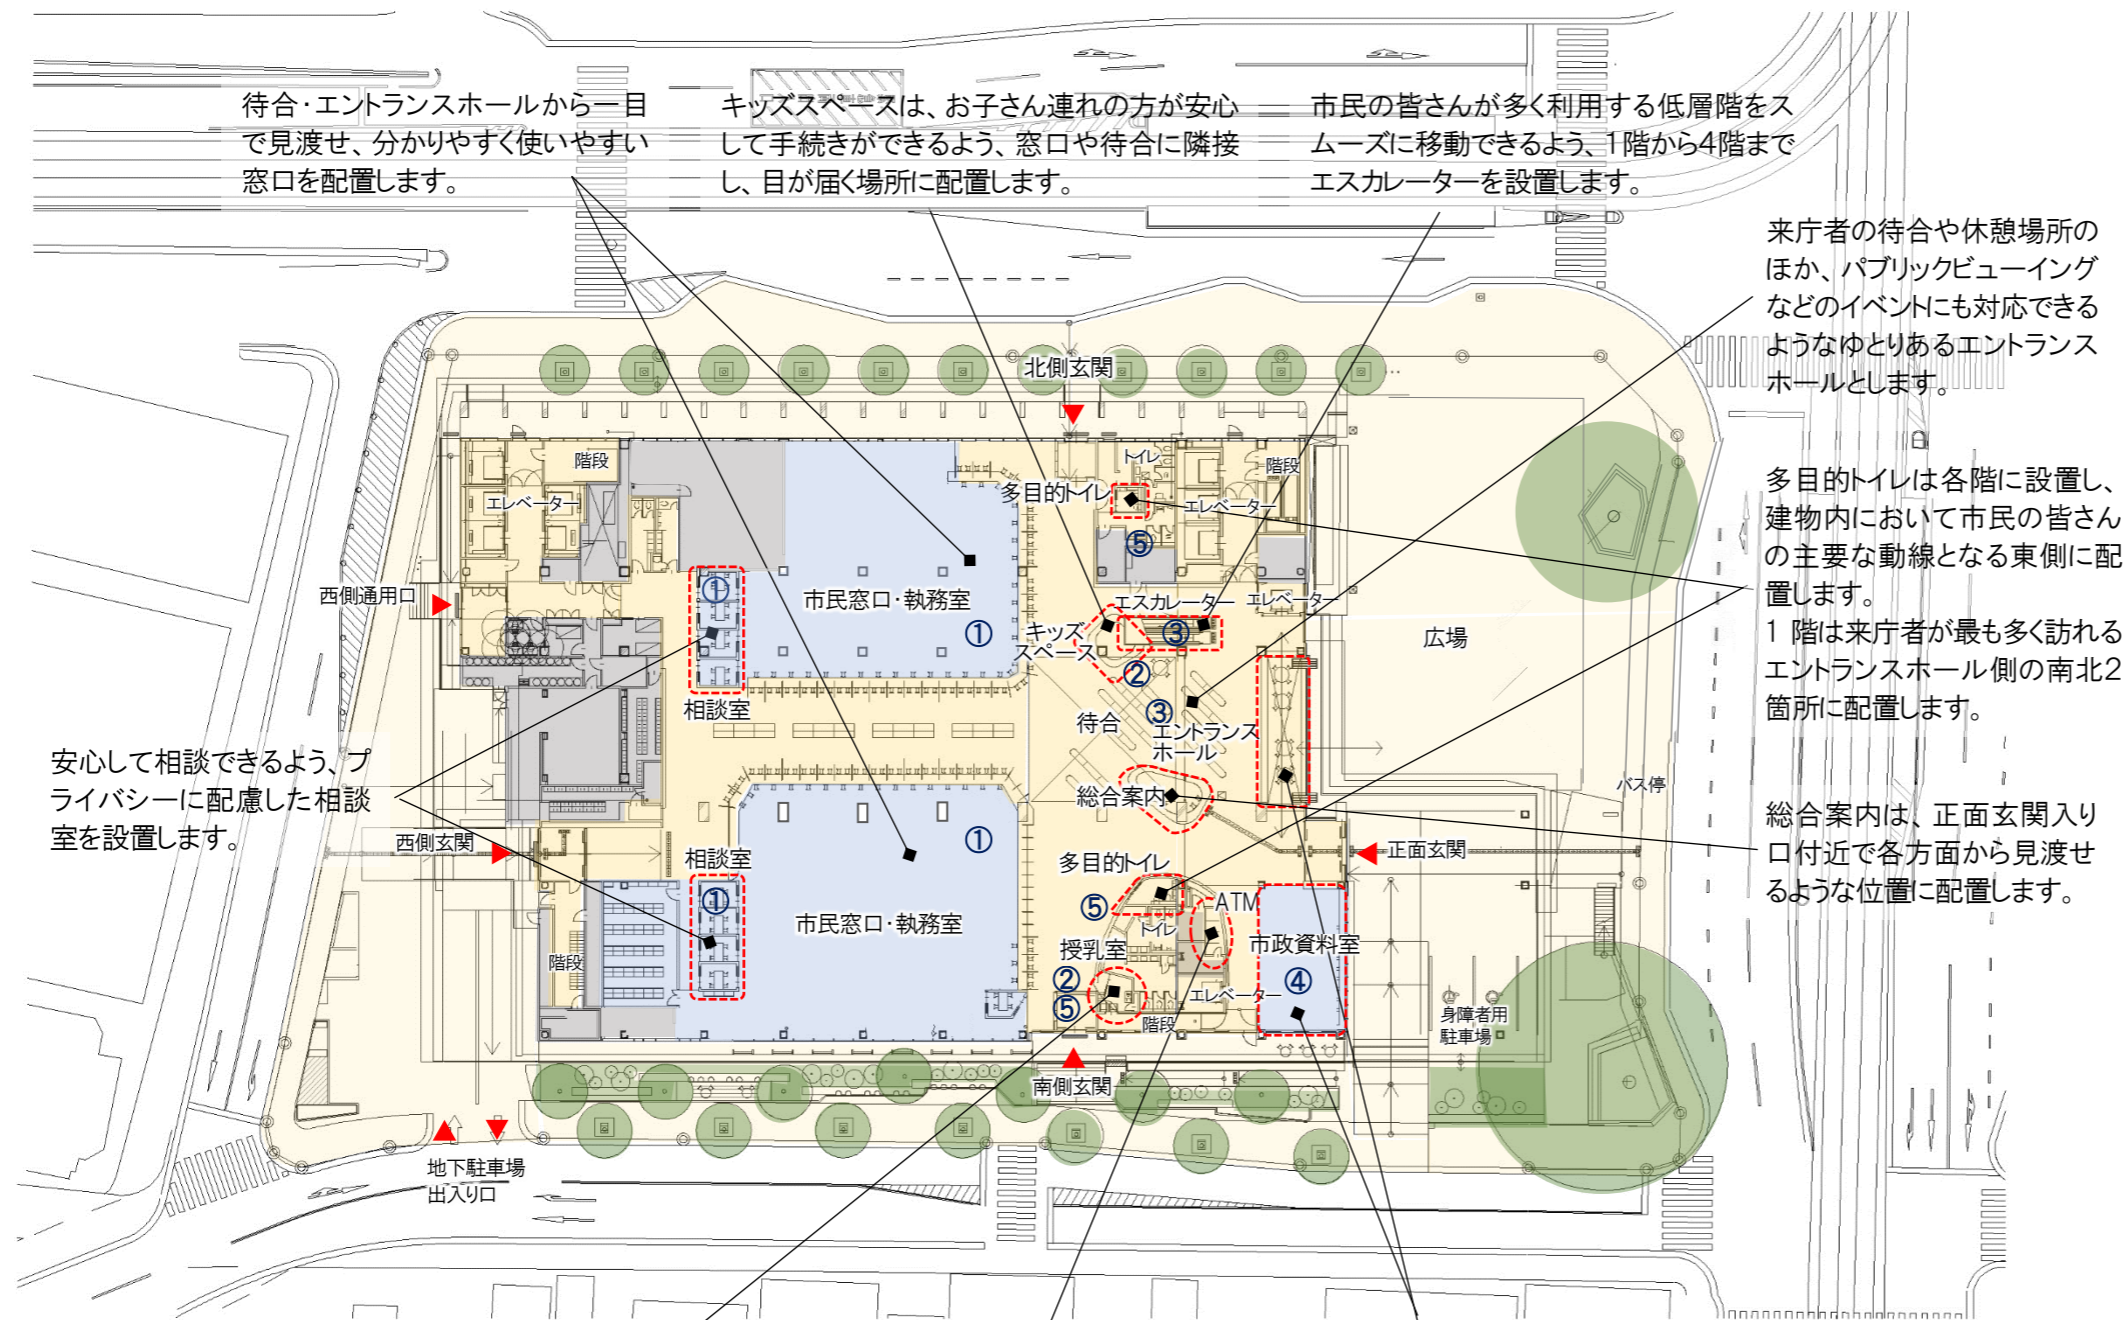 待合・エントランスホールから一目
で見渡せ、分かりやすく使いやすい
窓口を配置します。
キッズスペースは、お子さん連れの方が安心
して手続きができるよう、窓口や待合に隣接
し、目が届く場所に配置します。
市民の皆さんが多く利用する低層階をス
ムーズに移動できるよう、1階から4階まで
エスカレーターを設置します。
来庁者の待合や休憩場所の
ほか、パブリックビューイング
などのイベントにも対応できる
ようなゆとりあるエントランス
ホールとします。
多目的トイレは各階に設置し、
建物内において市民の皆さん
の主要な動線となる東側に配
置します。
1 階は来庁者が最も多く訪れる
エントランスホール側の南北2
箇所に配置します。
総合案内は、正面玄関入り
口付近で各方面から見渡せ
るような位置に配置します。
安心して相談できるよう、プ
ライバシーに配慮した相談
室を設置します。
北側玄関
階段
エレベーター
トイレ
多目的トイレ
エレベーター
階段
⑤
西側通用口
①
市民窓口・執務室
①
エスカレーター
エレベーター
③
キッズ
スペース
②
広場
相談室
待合
③
エントランス
ホール
総合案内
バス停
西側玄関
正面玄関
相談室
①
①
市民窓口・執務室
多目的トイレ
⑤
ATM
トイレ
市政資料室
④
授乳室
②
⑤
エレベーター
階段
階段
身障者用
駐車場
南側玄関
地下駐車場
出入り口